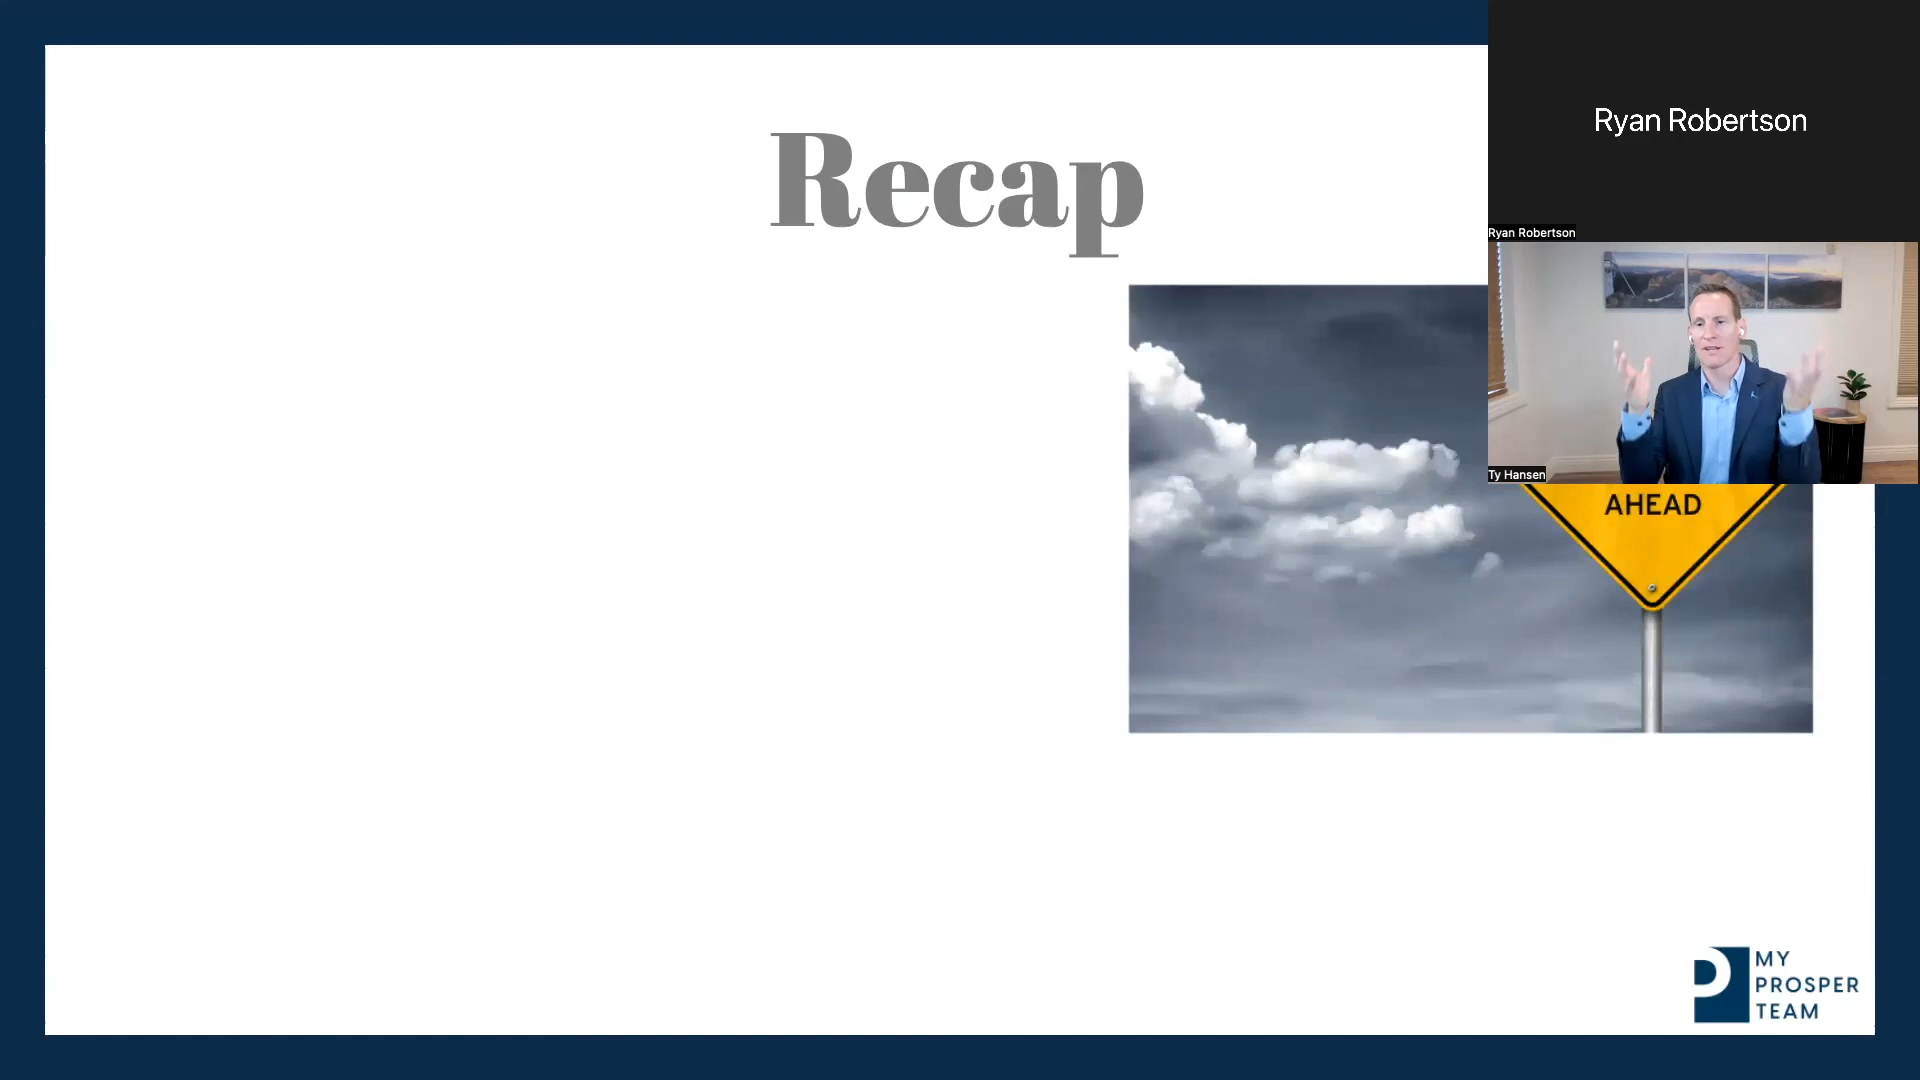 Recap
Ryan Robertson
Ryan Robertson
Ty Hansen
AHEAD
MY
PROSPER
TEAM